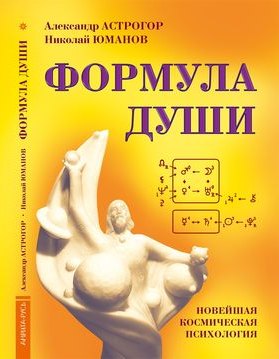 Александр АСТРОГОР
Николай ЮМАНОВ
ФОРМУЛА
ДУШИ
НОВЕЙШАЯ
КОСМИЧЕСКАЯ
ПСИХОЛОГИЯ
Александр АСТРОГОР • Николай ЮМАНОВ ФОРМУЛА ДУШИ